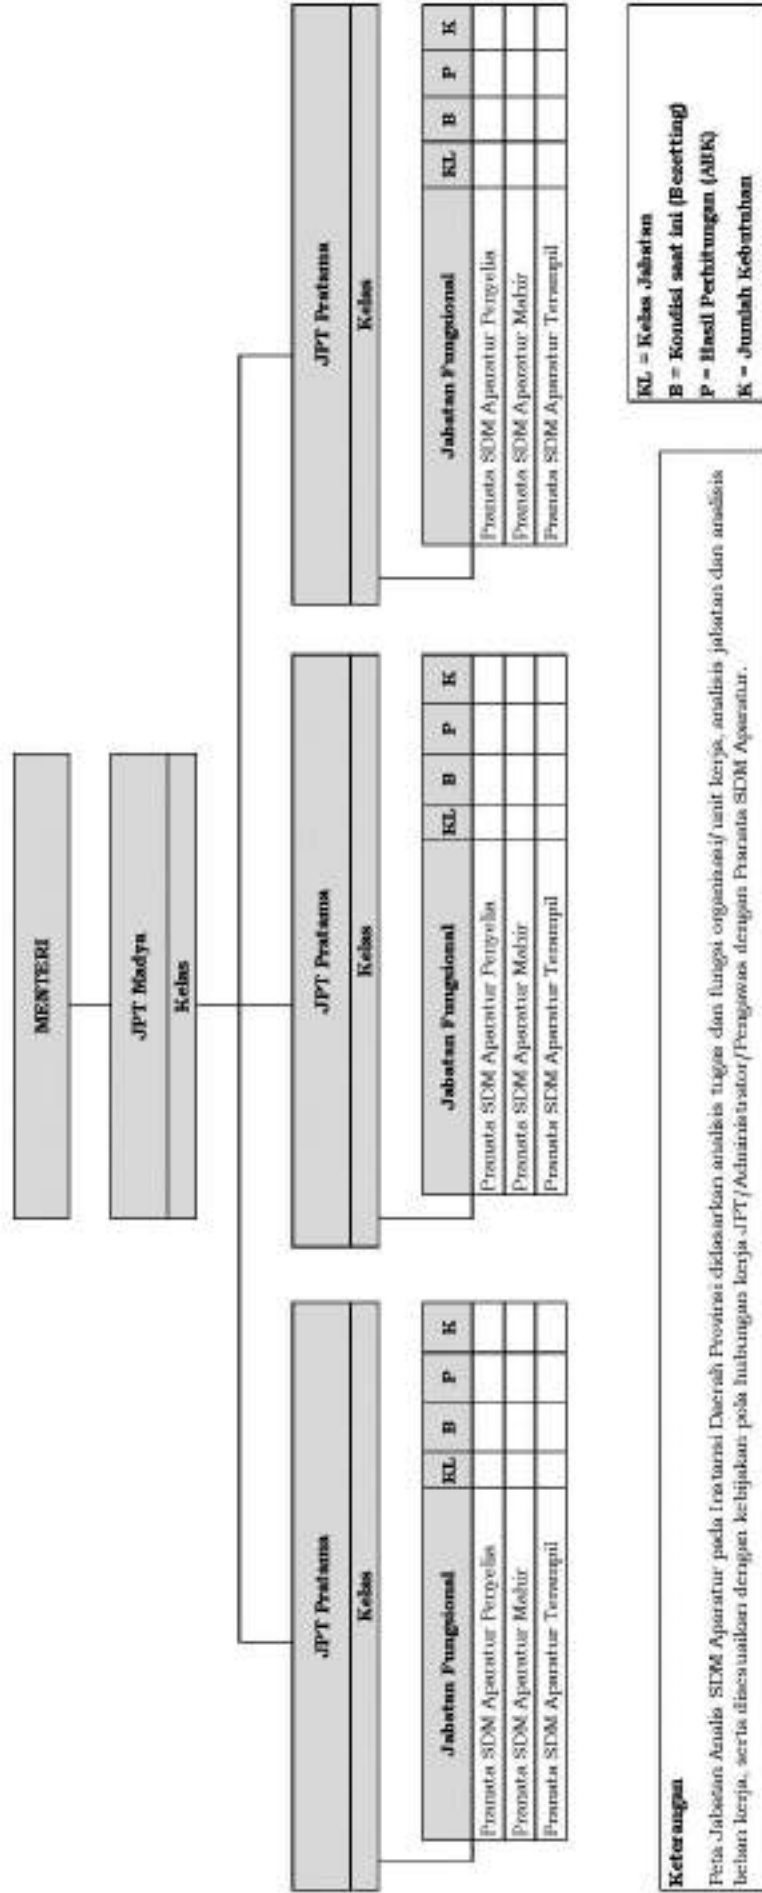 MENTERI
JPT Madya
Kelas
JPT Pratama
Kelas
Jabatan Fungsional KL B P K
Pranata SDM Aparatur Penyelia
Pranata SDM Aparatur Mahir
Pranata SDM Aparatur Terampil
JPT Pratama
Kelas
Jabatan Fungsional KL B P K
Pranata SDM Aparatur Penyelia
Pranata SDM Aparatur Mahir
Pranata SDM Aparatur Terampil
JPT Pratama
Kelas
Jabatan Fungsional KL B P K
Pranata SDM Aparatur Penyelia
Pranata SDM Aparatur Mahir
Pranata SDM Aparatur Terampil
Keterangan
Peta Jabatan Analis SDM Aparatur pada Instansi Daerah Provinsi didasarkan analisis tugas dan fungsi organisasi/ unit kerja, analisis jabatan dan analisis
beban kerja, serta disesuaikan dengan kebijakan pola hubungan kerja JPT/Administrator/Pengawas dengan Pranata SDM Aparatur.
KL = Kelas Jabatan
B = Kondisi saat ini (Bezetting)
P = Hasil Perhitungan (ABK)
K = Jumlah Kebutuhan